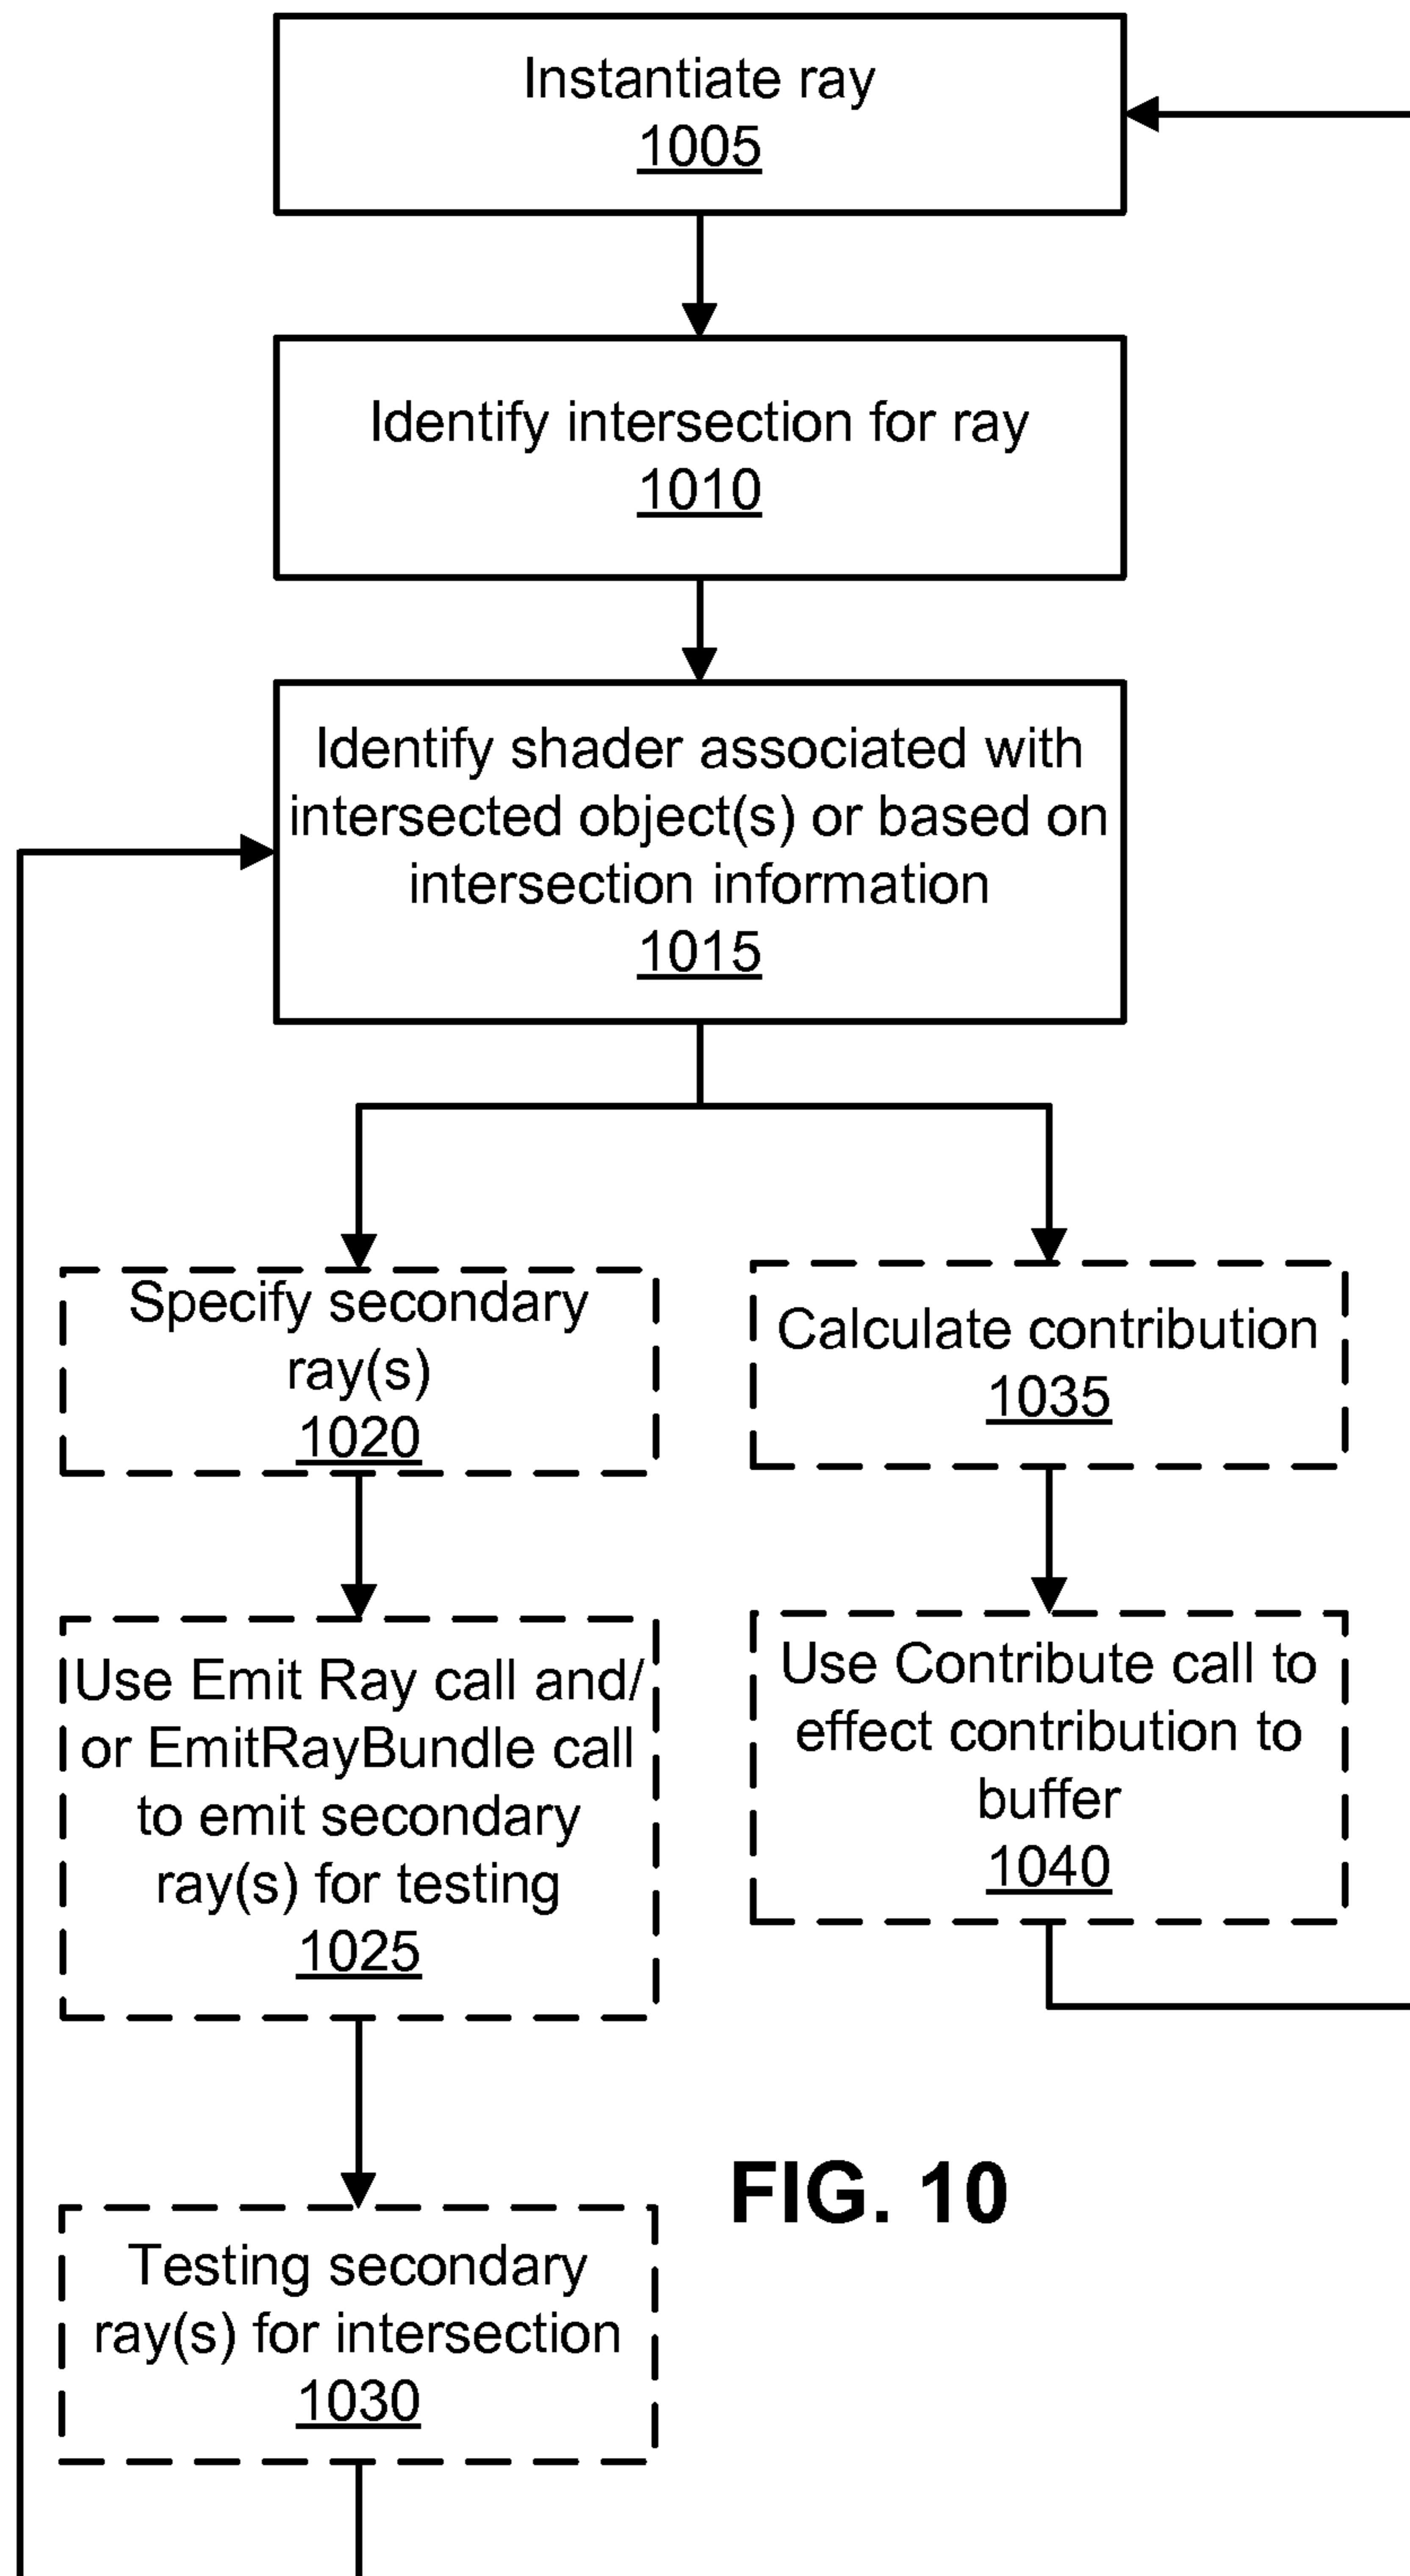 Instantiate ray
1005
Identify intersection for ray
1010
Identify shader associated with
intersected object(s) or based on
intersection information
1015
Specify secondary
ray(s)
1020
Use Emit Ray call and/
or EmitRayBundle call
to emit secondary
ray(s) for testing
1025
Testing secondary
ray(s) for intersection
1030
Calculate contribution
1035
Use Contribute call to
effect contribution to
buffer
1040
FIG. 10